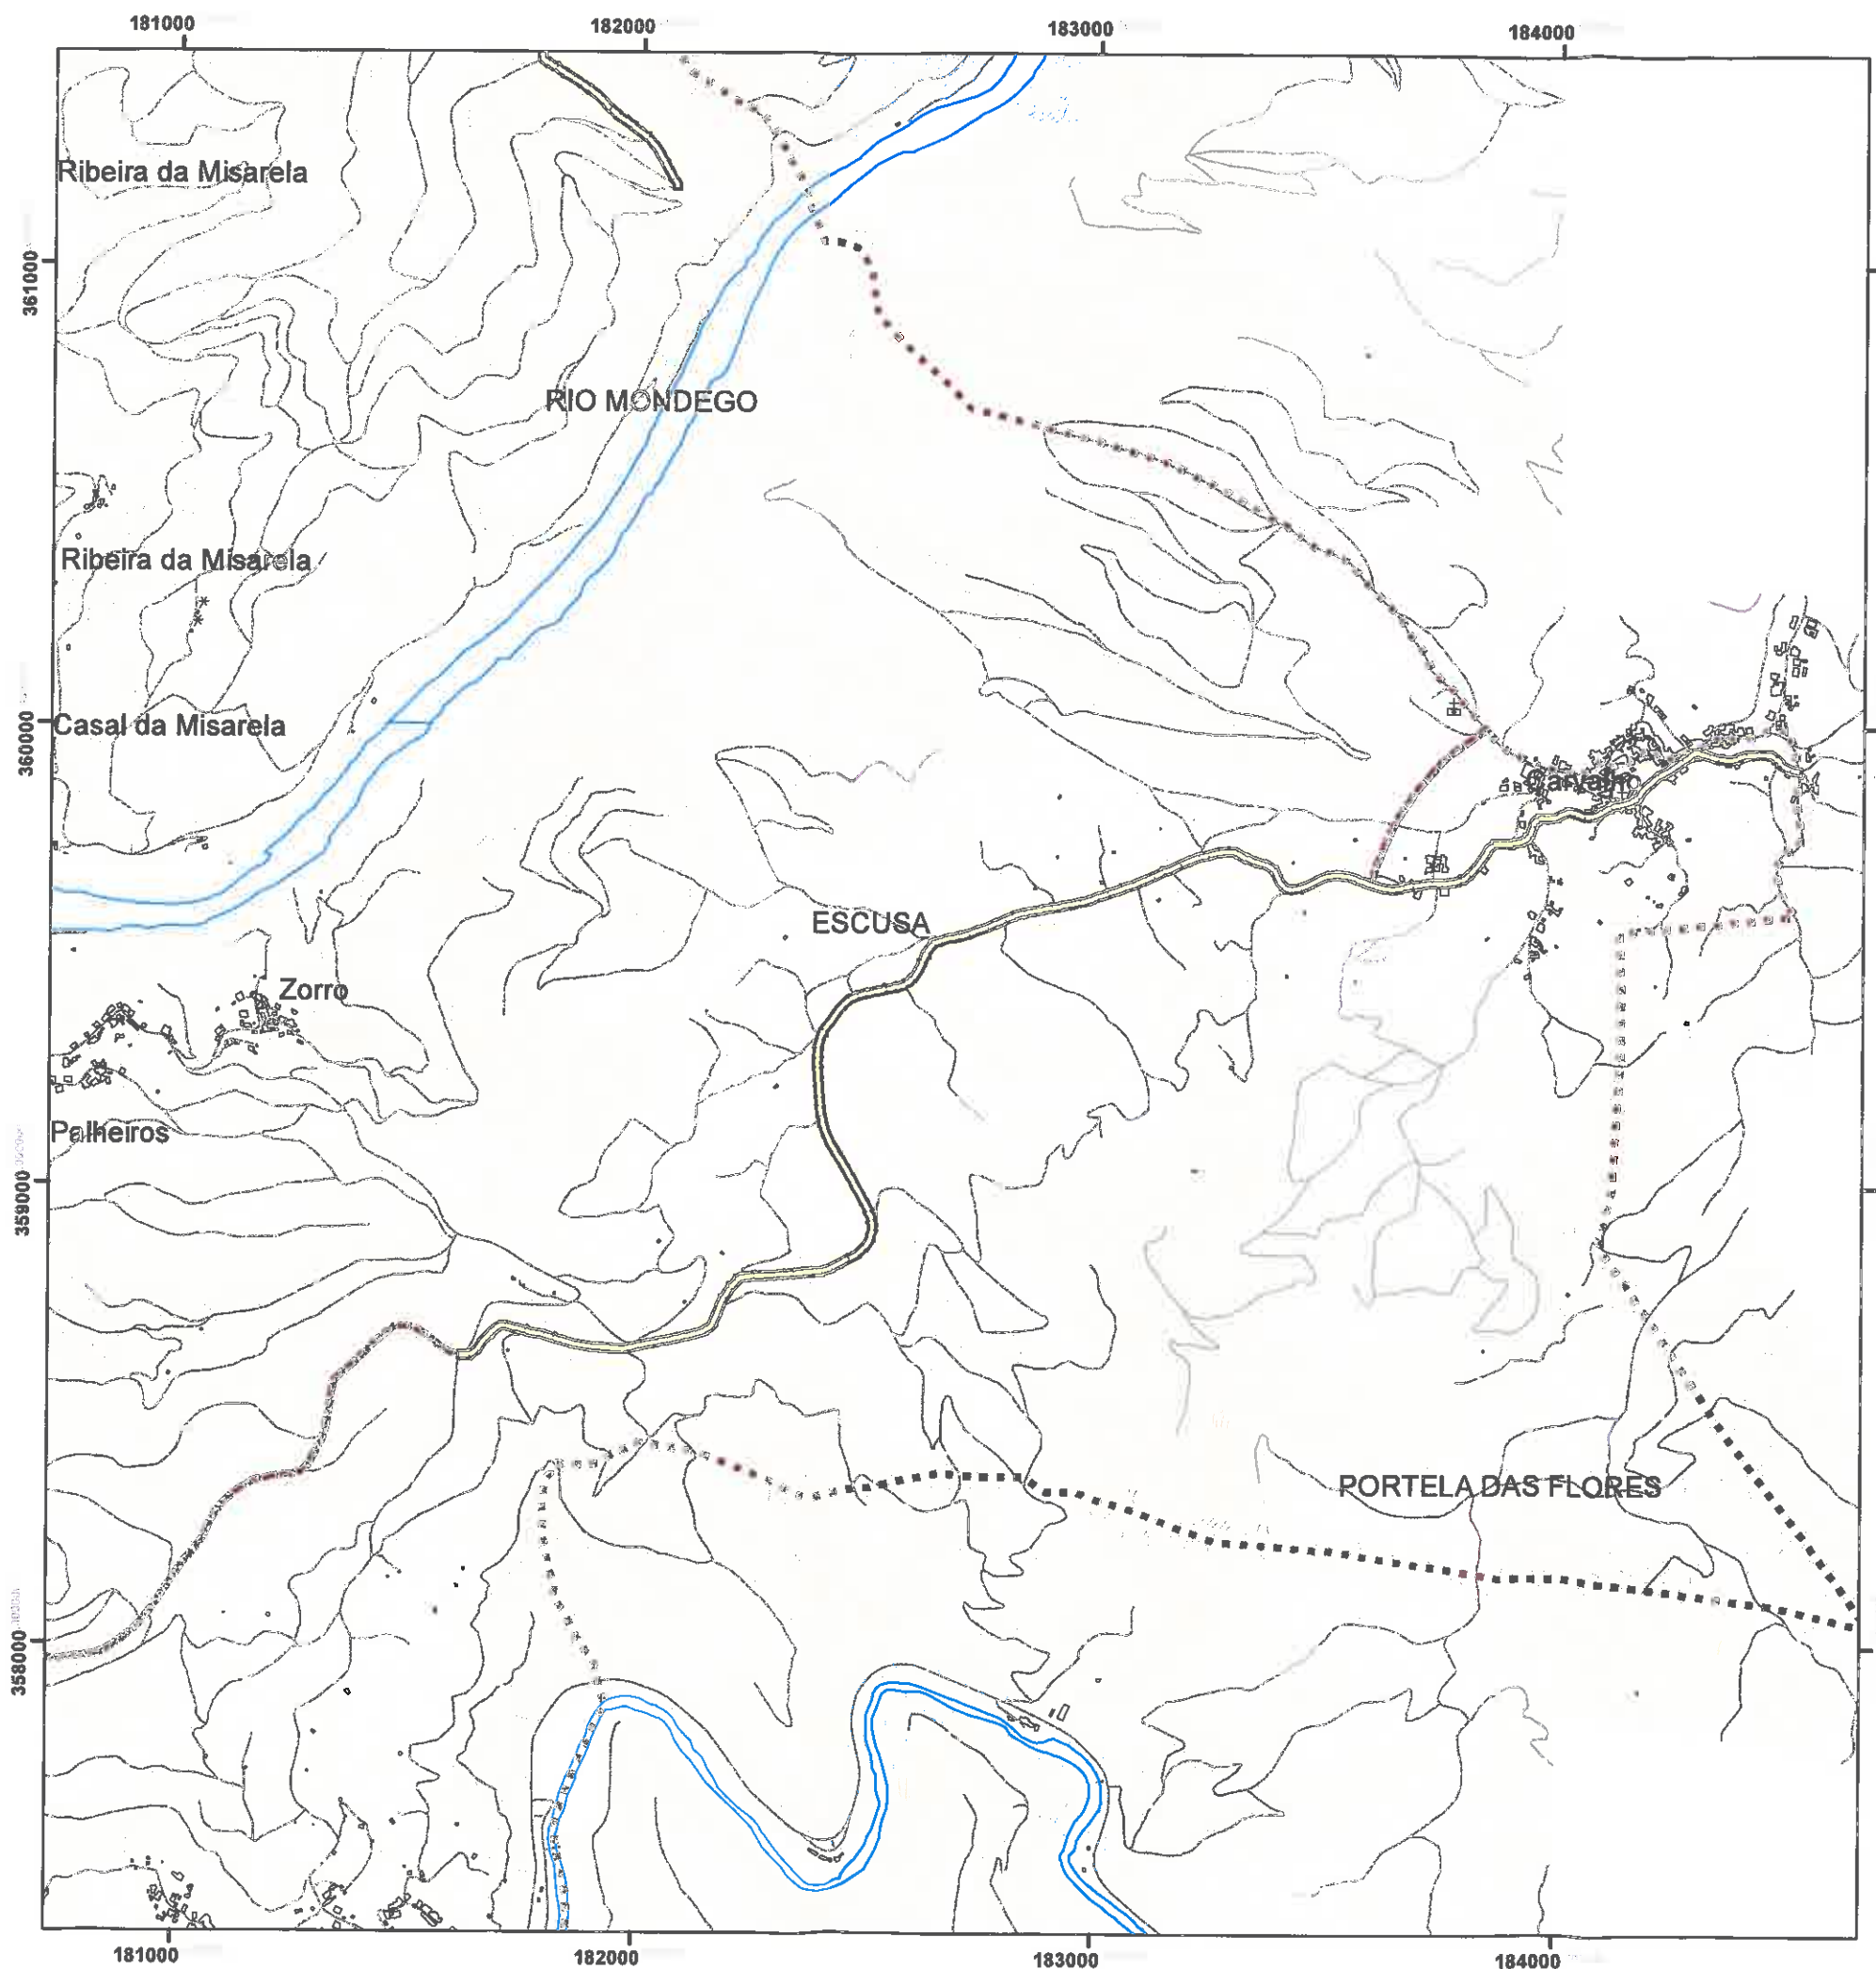 181000 182000 183000 184000
Ribeira da Misarela
361000
RIO MONDEGO
Ribeira da Misarela
360000
Casal da Misarela
Carvalho
ESCUSA
Zorro
Palheiros
359000
PORTELA DAS FLORES
358000
181000 182000 183000 184000